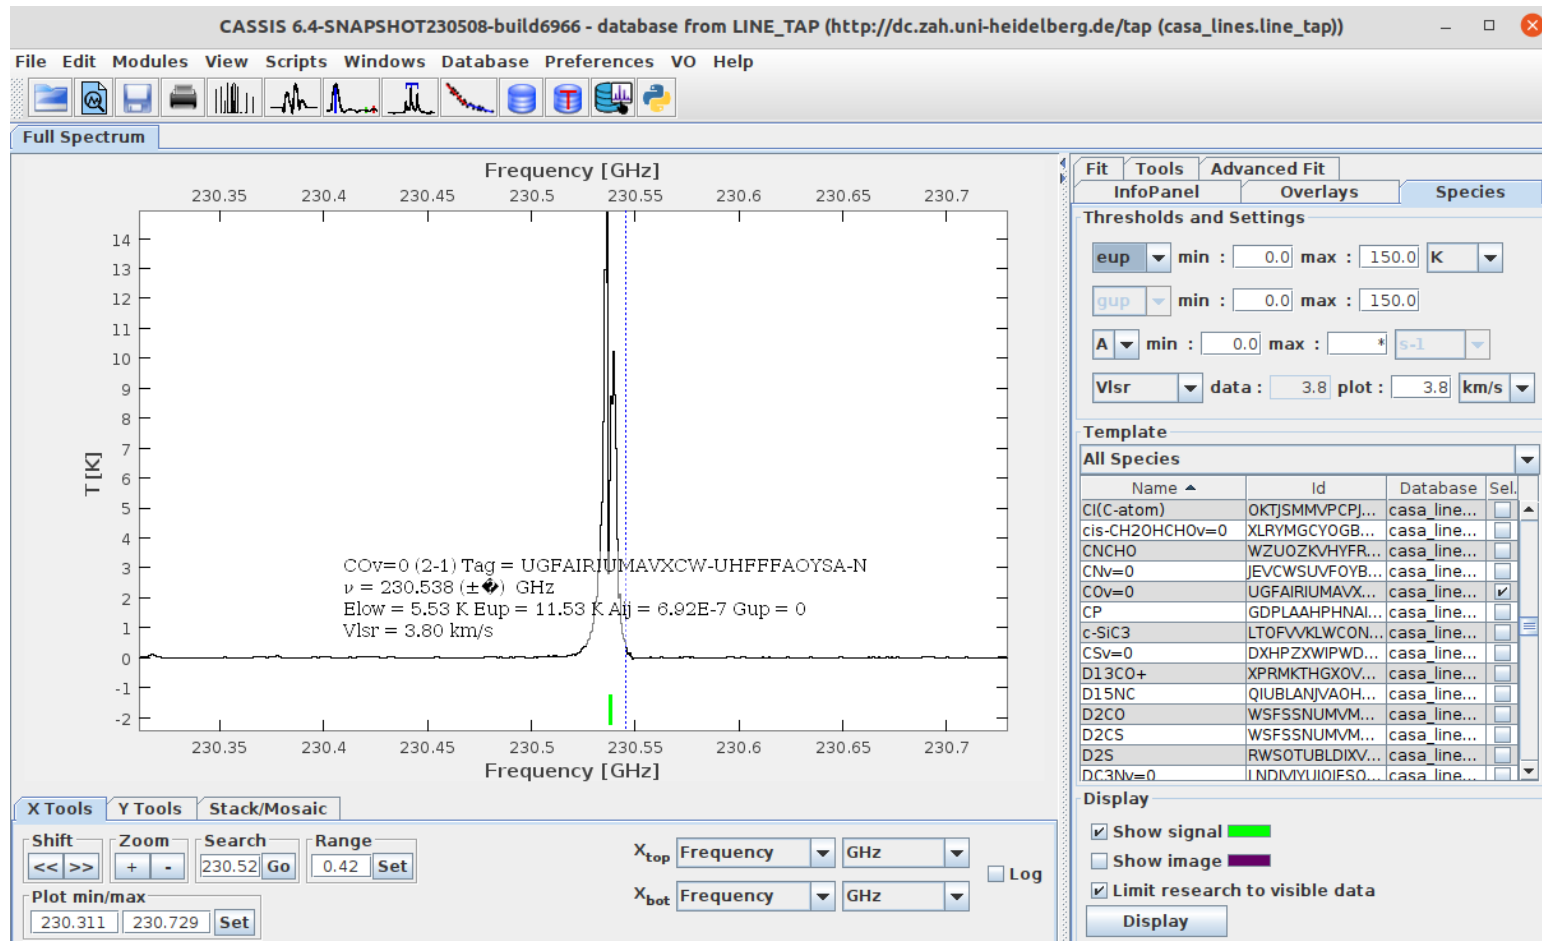 CASSIS 6.4-SNAPSHOT230508-build6966 - database from LINE_TAP (http://dc.zah.uni-heidelberg.de/tap (casa_lines.line_tap))
File Edit Modules View Scripts Windows Database Preferences VO Help
Full Spectrum
Frequency [GHz]
230.35 230.4 230.45 230.5 230.55 230.6 230.65 230.7
T [K]
14
13
12
11
10
9
8
7
6
5
4
3
2
1
0
-1
-2
COv=0 (2-1) Tag = UGFAIRIUMAVXCW-UHFFFAOYSA-N
ν = 230.538 (±�) GHz
Elow = 5.53 K Eup = 11.53 K Aij = 6.92E-7 Gup = 0
Vlsr = 3.80 km/s
230.35 230.4 230.45 230.5 230.55 230.6 230.65 230.7
Frequency [GHz]
X Tools Y Tools Stack/Mosaic
Shift Zoom Search Range
<< >> + - 230.52 Go 0.42 Set
Plot min/max
230.311 230.729 Set
Xtop Frequency GHz
Xbot Frequency GHz
Log
Fit Tools Advanced Fit
InfoPanel Overlays Species
Thresholds and Settings
eup min : 0.0 max : 150.0 K
gup min : 0.0 max : 150.0
A min : 0.0 max : * s-1
Vlsr data : 3.8 plot : 3.8 km/s
Template
All Species
Name Id Database Sel.
CI(C-atom) OKTJSMMVPCPJ... casa_line...
cis-CH2OHCHOv=0 XLRYMGCYOGB... casa_line...
CNCHO WZUOZKVHYFR... casa_line...
CNv=0 JEVCWSUVFOYB... casa_line...
COv=0 UGFAIRIUMAVX... casa_line...
CP GDPLAAHPHNAI... casa_line...
c-SiC3 LTOFVVKLWCON... casa_line...
CSv=0 DXHPZXWIPWD... casa_line...
D13CO+ XPRMKTHGXOV... casa_line...
D15NC QIUBLANJVAOH... casa_line...
D2CO WSFSSNUMVM... casa_line...
D2CS WSFSSNUMVM... casa_line...
D2S RWSOTUBLDIXV... casa_line...
DC3Nv=0 casa_line...
Display
Show signal
Show image
Limit research to visible data
Display